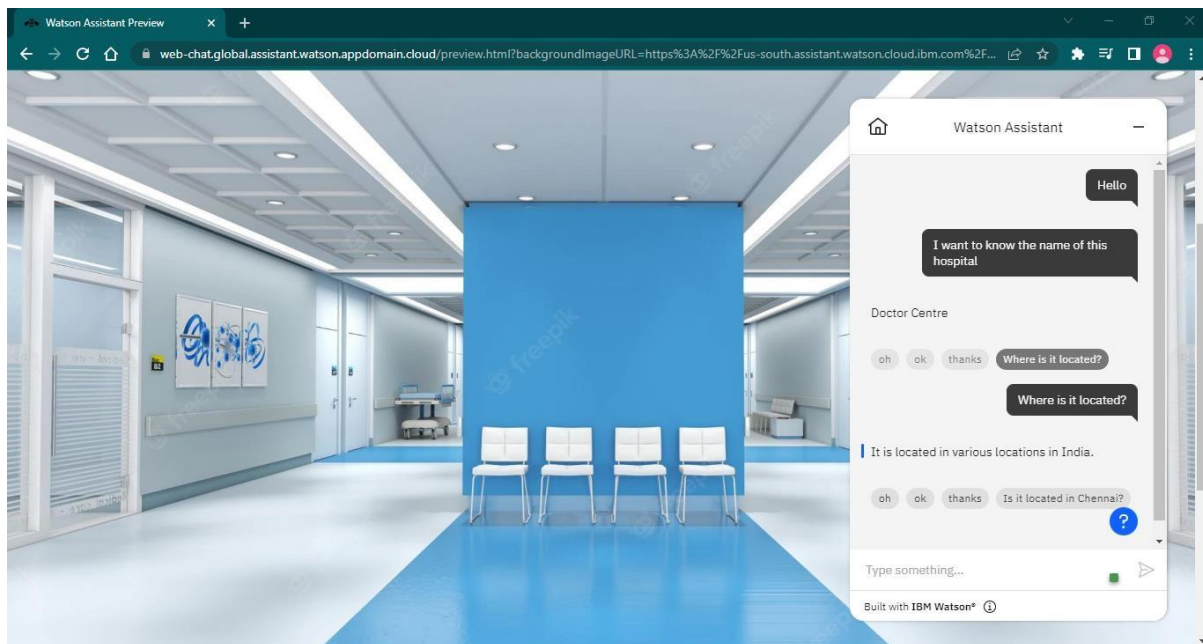 Watson Assistant Preview
web-chat.global.assistant.watson.appdomain.cloud/preview.html?backgroundImageURL=https%3A%2F%2Fus-south.assistant.watson.cloud.ibm.com%2F...
Watson Assistant
Hello
I want to know the name of this
hospital
Doctor Centre
oh ok thanks Where is it located?
Where is it located?
It is located in various locations in India.
oh ok thanks Is it located in Chennai?
?
Type something...
Built with IBM Watson®
freepik
freepik
freepik